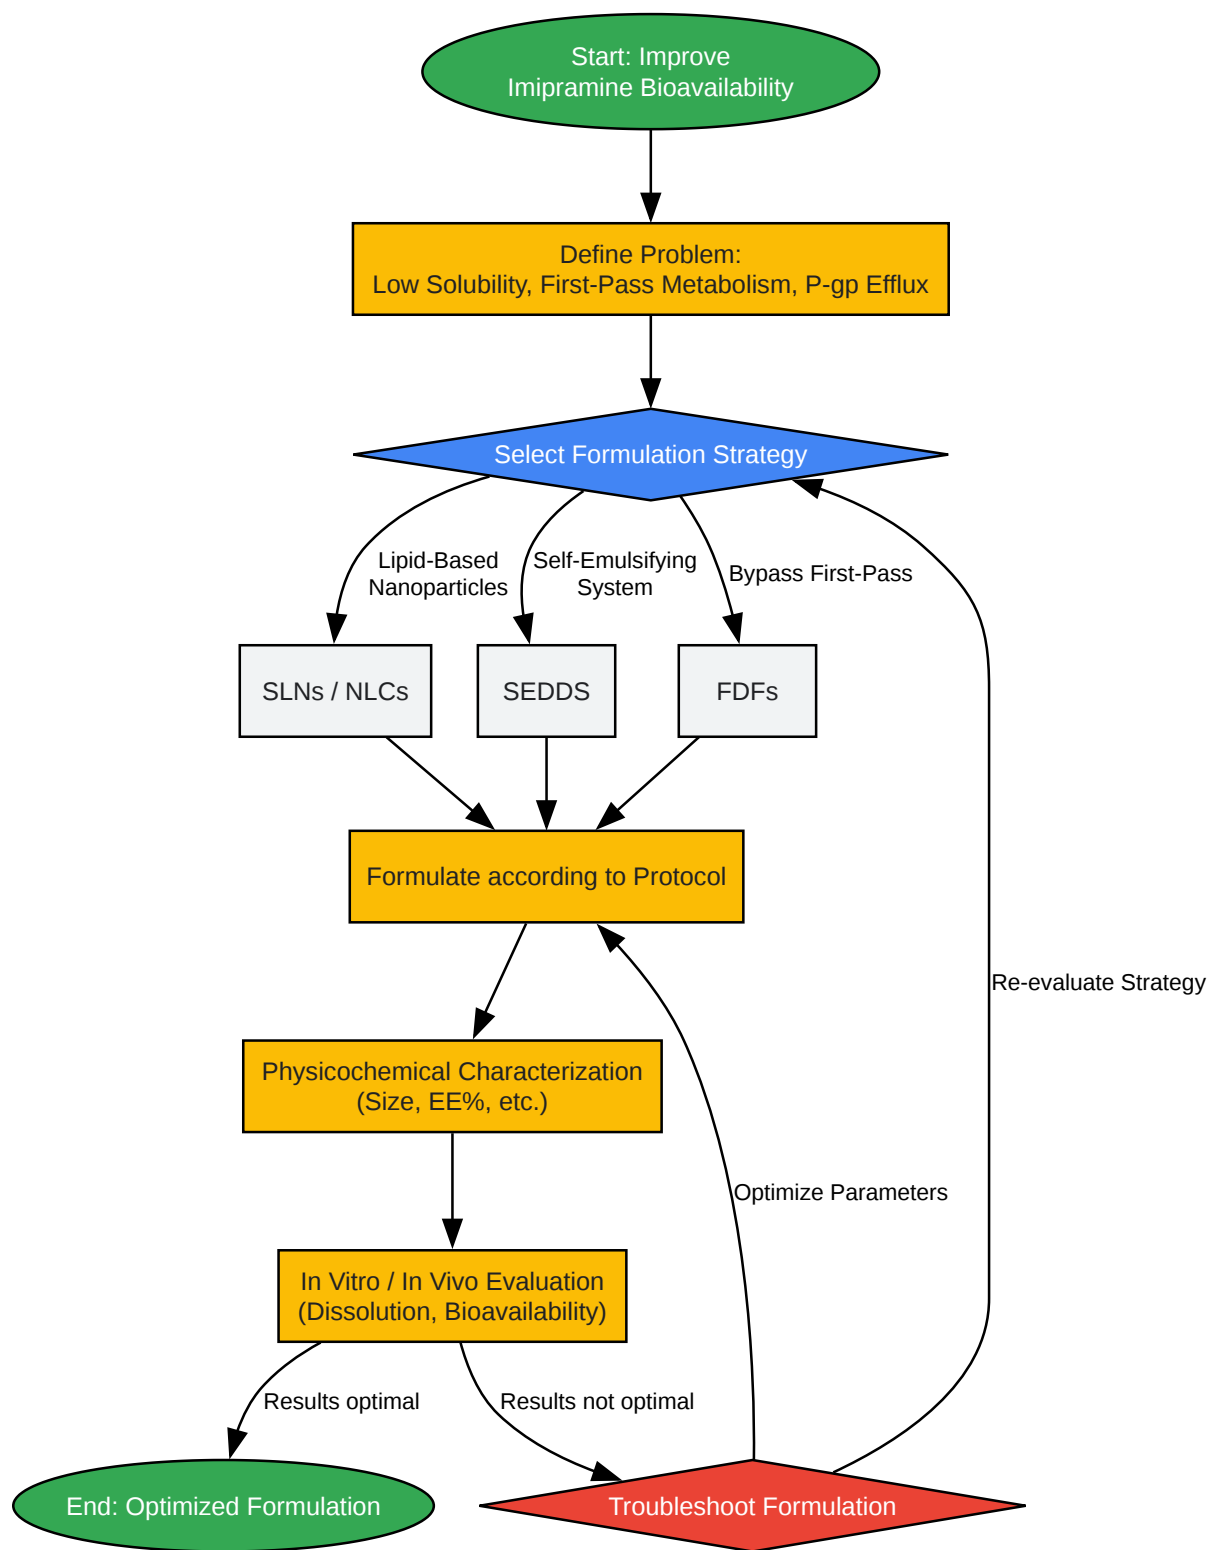 Start: Improve
Imipramine Bioavailability
Define Problem:
Low Solubility, First-Pass Metabolism, P-gp Efflux
Select Formulation Strategy
Lipid-Based
Nanoparticles
Self-Emulsifying
System
Bypass First-Pass
SLNs / NLCs
SEDDS
FDFs
Formulate according to Protocol
Re-evaluate Strategy
Physicochemical Characterization
(Size, EE%, etc.)
Optimize Parameters
In Vitro / In Vivo Evaluation
(Dissolution, Bioavailability)
Results optimal
Results not optimal
End: Optimized Formulation
Troubleshoot Formulation